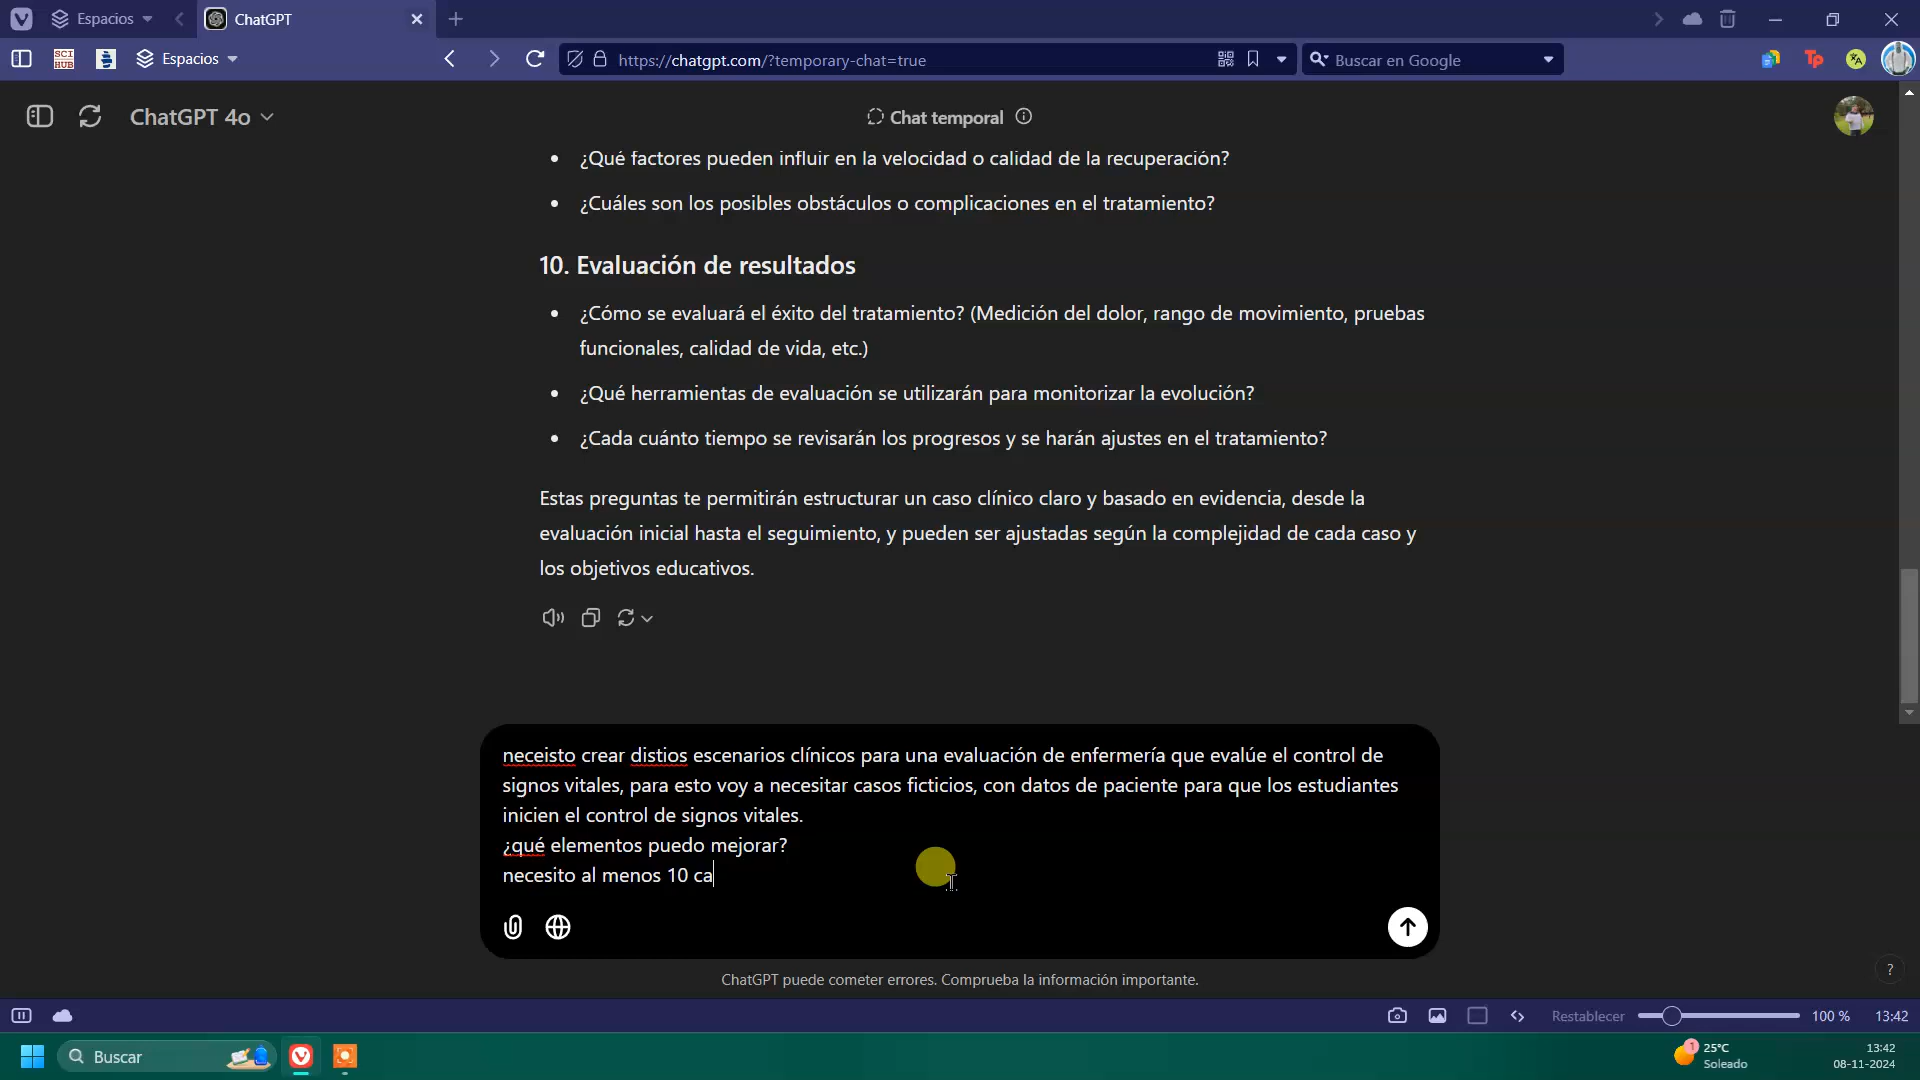 Espacios
ChatGPT
SCI
HUB
Espacios
https://chatgpt.com/?temporary-chat=true
Buscar en Google
Tp
ChatGPT 4o
Chat temporal
¿Qué factores pueden influir en la velocidad o calidad de la recuperación?
¿Cuáles son los posibles obstáculos o complicaciones en el tratamiento?
10. Evaluación de resultados
¿Cómo se evaluará el éxito del tratamiento? (Medición del dolor, rango de movimiento, pruebas
funcionales, calidad de vida, etc.)
¿Qué herramientas de evaluación se utilizarán para monitorizar la evolución?
¿Cada cuánto tiempo se revisarán los progresos y se harán ajustes en el tratamiento?
Estas preguntas te permitirán estructurar un caso clínico claro y basado en evidencia, desde la
evaluación inicial hasta el seguimiento, y pueden ser ajustadas según la complejidad de cada caso y
los objetivos educativos.
neceisto crear distios escenarios clínicos para una evaluación de enfermería que evalúe el control de
signos vitales, para esto voy a necesitar casos ficticios, con datos de paciente para que los estudiantes
inicien el control de signos vitales.
¿qué elementos puedo mejorar?
necesito al menos 10 ca
ChatGPT puede cometer errores. Comprueba la información importante.
?
Restablecer
100 %
13:42
Buscar
1
25°C
Soleado
13:42
08-11-2024